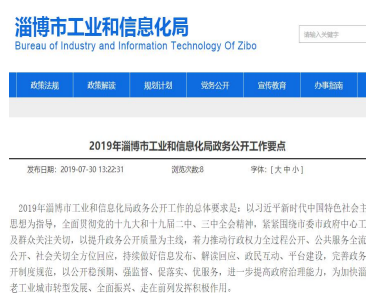 淄博市工业和信息化局
Bureau of Industry and Information Technology Of Zibo
请输入关键字
政策法规 政策解读 规划计划 党务公开 宣传教育 办事指南
2019年淄博市工业和信息化局政务公开工作要点
发布日期:2019-07-30 13:22:31 浏览次数:8 字体：[ 大 中 小 ]
2019年淄博市工业和信息化局政务公开工作的总体要求是：以习近平新时代中国特色社会主
思想为指导，全面贯彻党的十九大和十九届二中、三中全会精神，紧紧围绕市委市政府中心工
及群众关注关切，以提升政务公开质量为主线，着力推动行政权力全过程公开、公共服务全流
公开、社会关切全方位回应，持续做好信息发布、解读回应、政民互动、平台建设，完善政务
开制度规范，以公开稳预期、强监督、促落实、优服务，进一步提高政府治理能力，为加快
老工业城市转型发展、全面振兴、走在前列发挥积极作用。